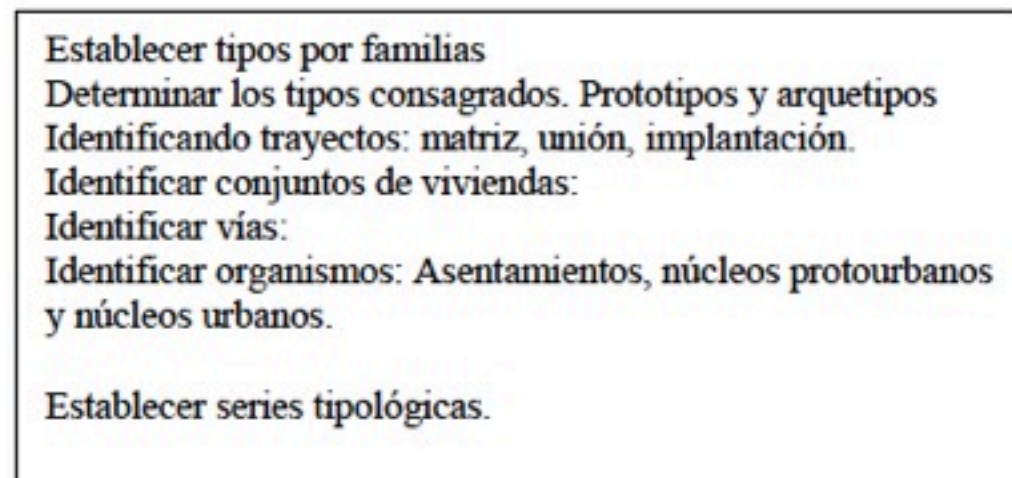 Establecer tipos por familias
Determinar los tipos consagrados. Prototipos y arquetipos
Identificando trayectos: matriz, unión, implantación.
Identificar conjuntos de viviendas:
Identificar vías:
Identificar organismos: Asentamientos, núcleos protourbanos
y núcleos urbanos.
Establecer series tipológicas.